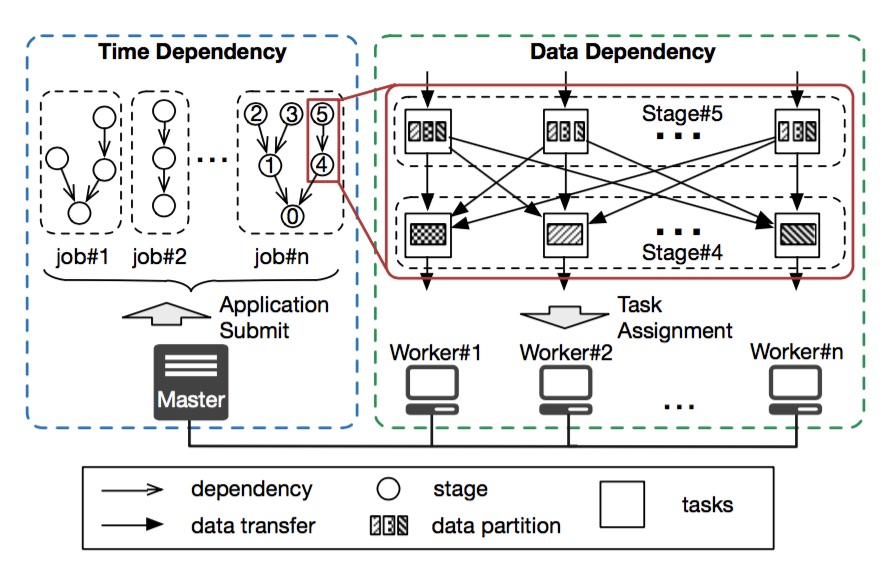 Time Dependency
Data Dependency
2 3 5
1 4
0
...
job#1 job#2 job#n
Application
Submit
Master
Stage#5
...
...
Stage#4
Task
Assignment
Worker#1 Worker#2 Worker#n
...
dependency stage tasks
data transfer data partition